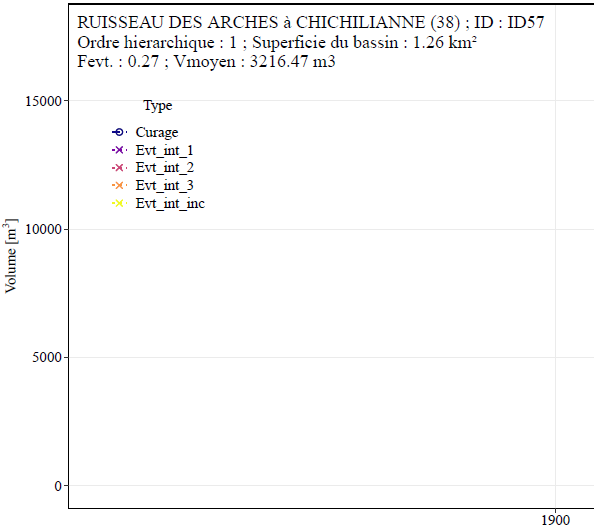 RUISSEAU DES ARCHES à CHICHILIANNE (38) ; ID : ID57
Ordre hierarchique : 1 ; Superficie du bassin : 1.26 km²
Fevt. : 0.27 ; Vmoyen : 3216.47 m3
Type
Curage
Evt_int_1
Evt_int_2
Evt_int_3
Evt_int_inc
Volume [m³]
15000
10000
5000
0
1900